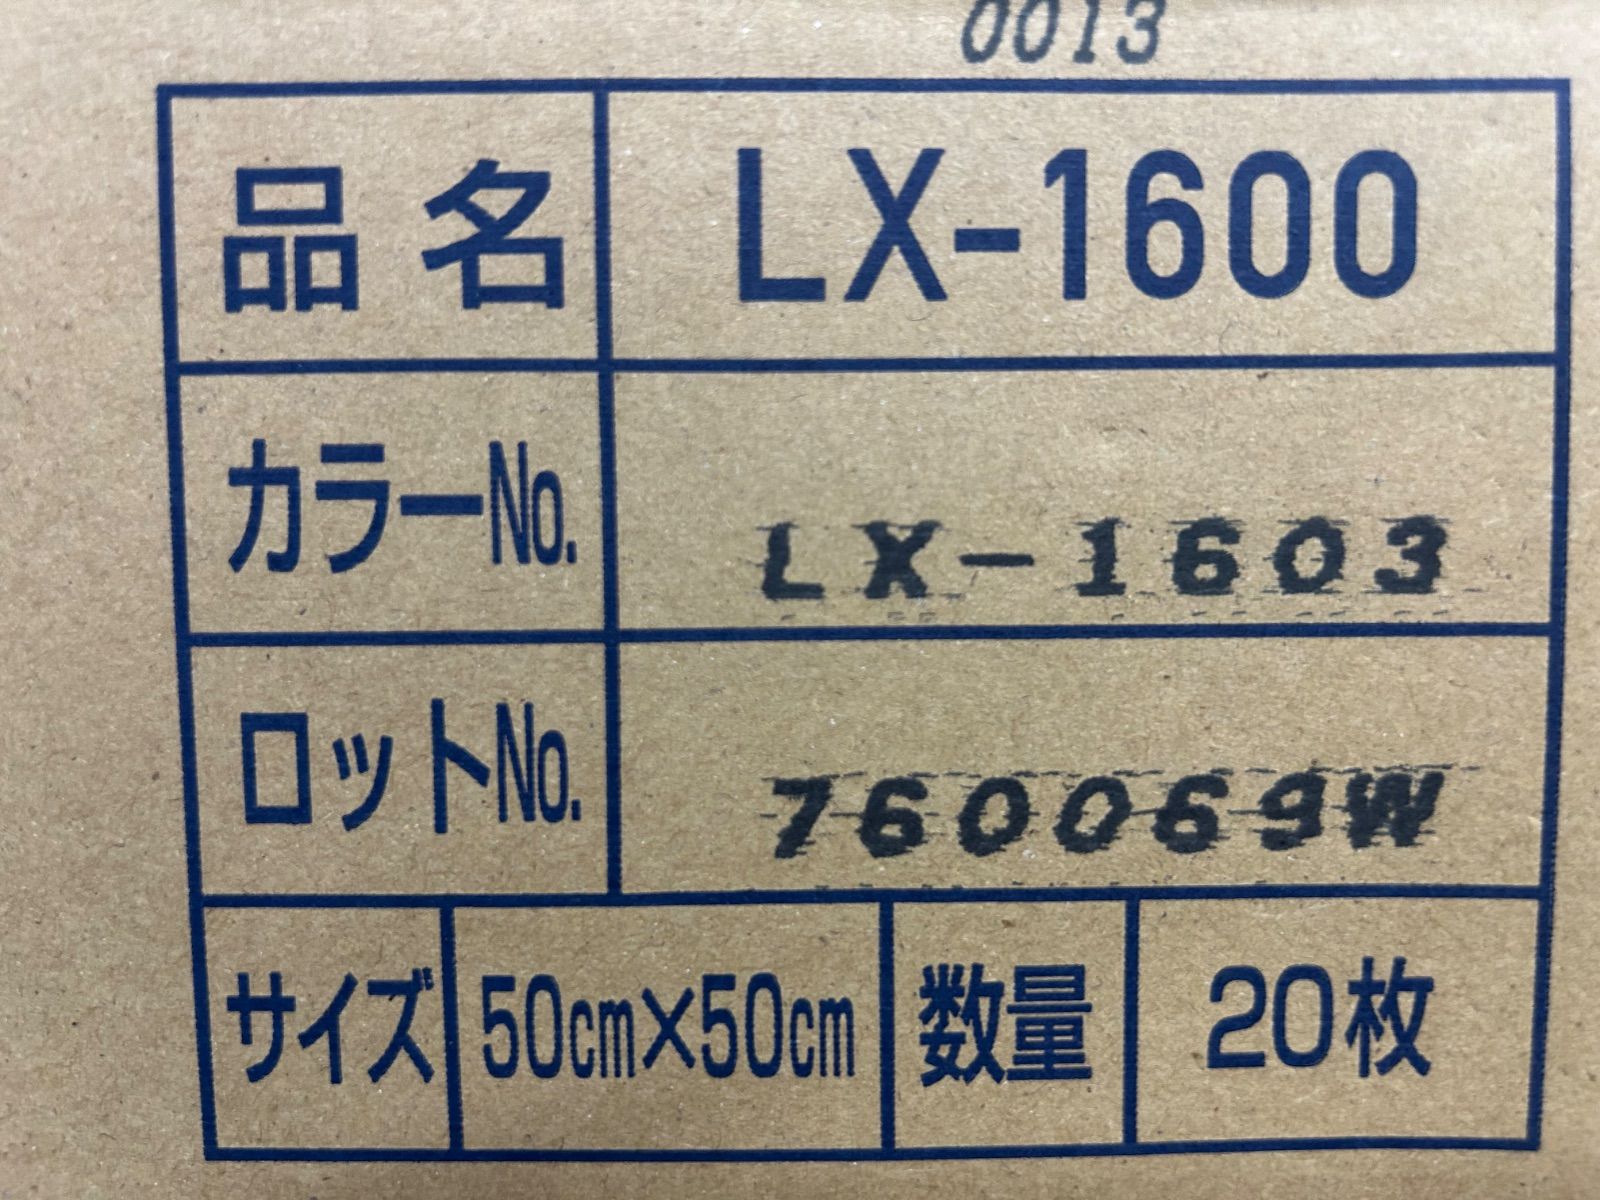 0013
品名 LX-1600
カラーNo. LX-1603
ロットNo. 760069W
サイズ 50cm×50cm 数量 20枚